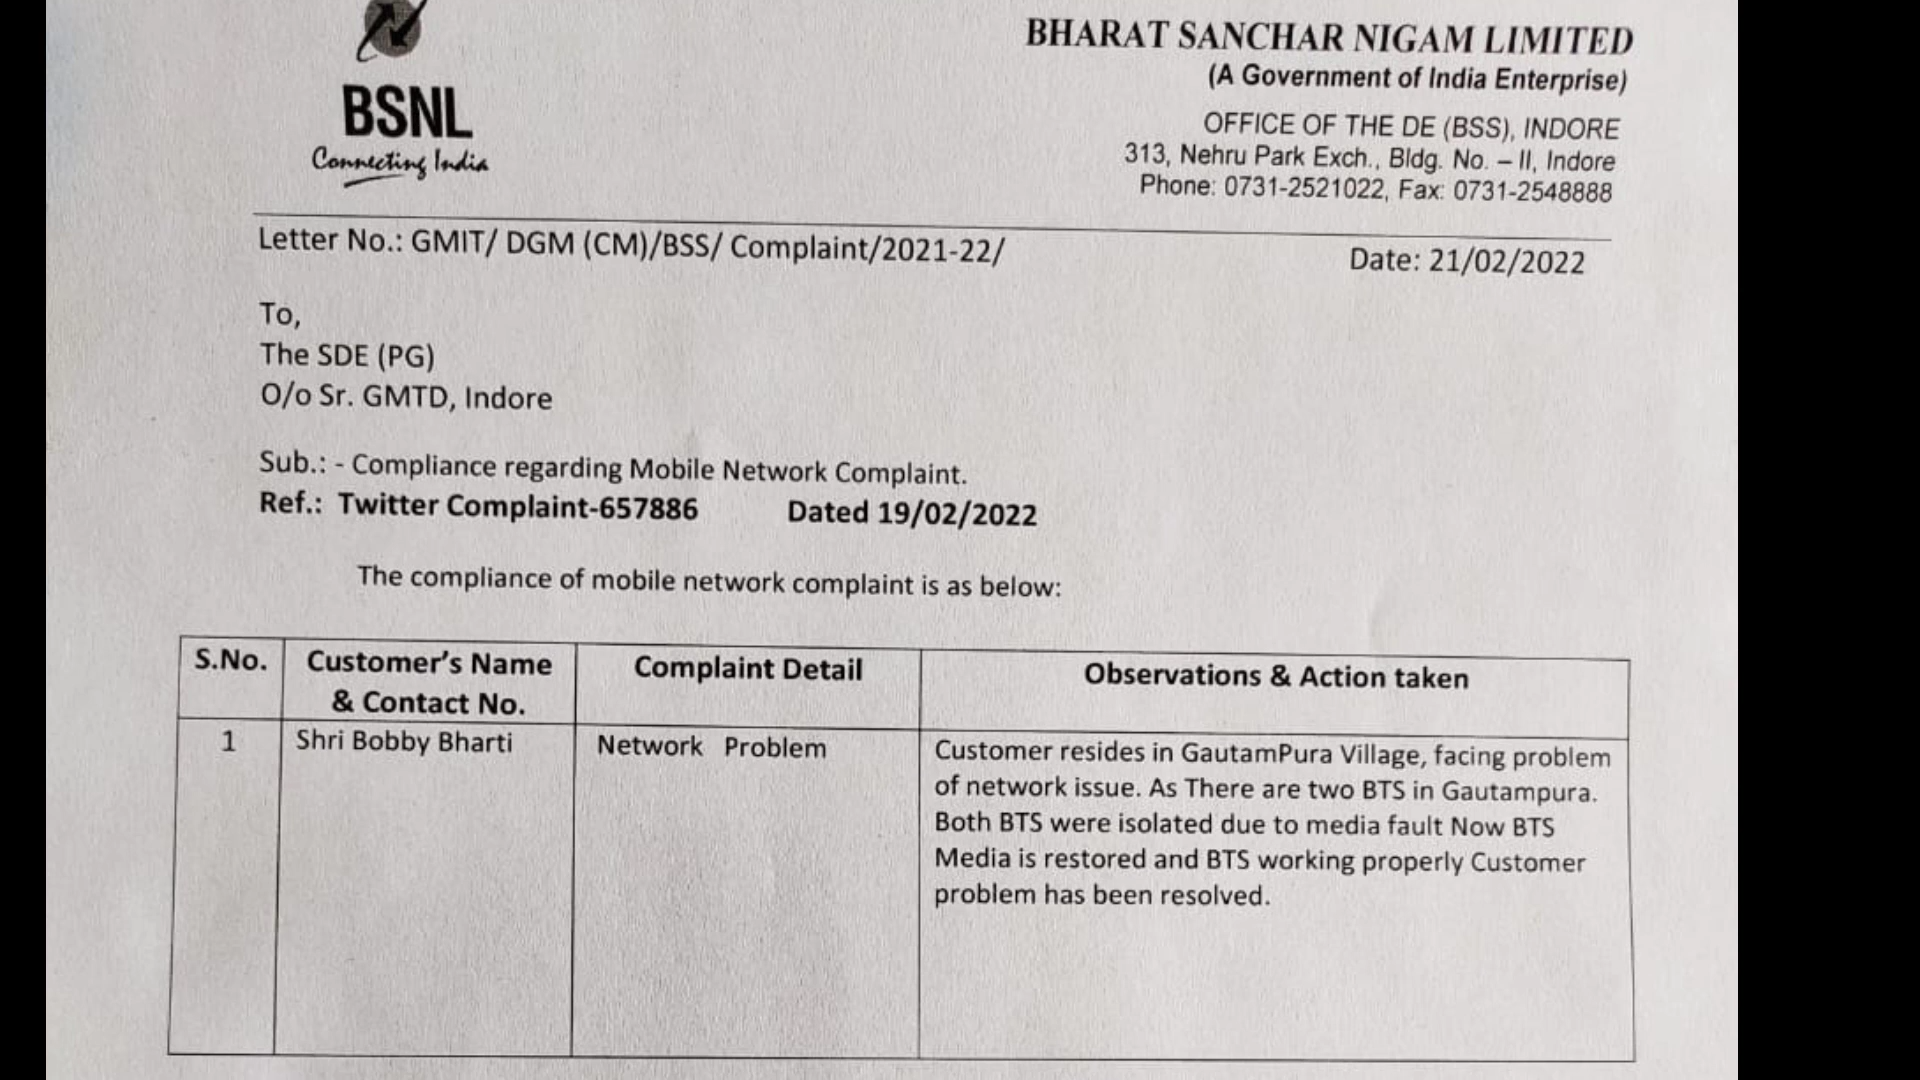 BSNL
Connecting India
BHARAT SANCHAR NIGAM LIMITED
(A Government of India Enterprise)
OFFICE OF THE DE (BSS), INDORE
313, Nehru Park Exch., Bldg. No. – II, Indore
Phone: 0731-2521022, Fax: 0731-2548888
Letter No.: GMIT/ DGM (CM)/BSS/ Complaint/2021-22/ Date: 21/02/2022
To,
The SDE (PG)
O/o Sr. GMTD, Indore
Sub.: - Compliance regarding Mobile Network Complaint.
Ref.: Twitter Complaint-657886 Dated 19/02/2022
The compliance of mobile network complaint is as below:
S.No. Customer's Name & Contact No. Complaint Detail Observations & Action taken
1 Shri Bobby Bharti Network Problem Customer resides in GautamPura Village, facing problem
of network issue. As There are two BTS in Gautampura.
Both BTS were isolated due to media fault Now BTS
Media is restored and BTS working properly Customer
problem has been resolved.